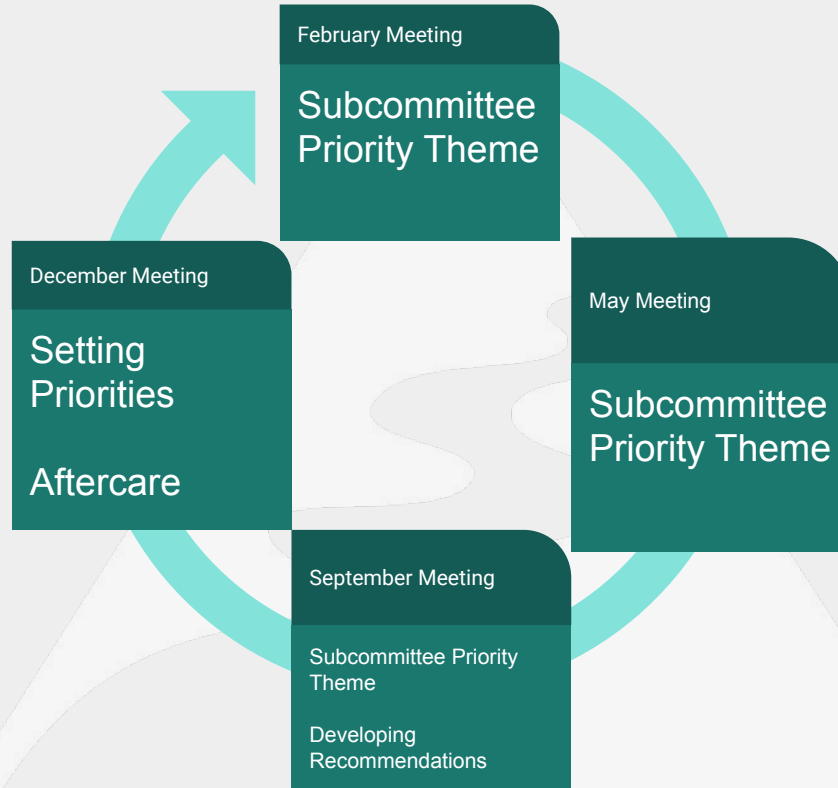 February Meeting
Subcommittee
Priority Theme
May Meeting
Subcommittee
Priority Theme
September Meeting
Subcommittee Priority
Theme
Developing
Recommendations
December Meeting
Setting
Priorities
Aftercare